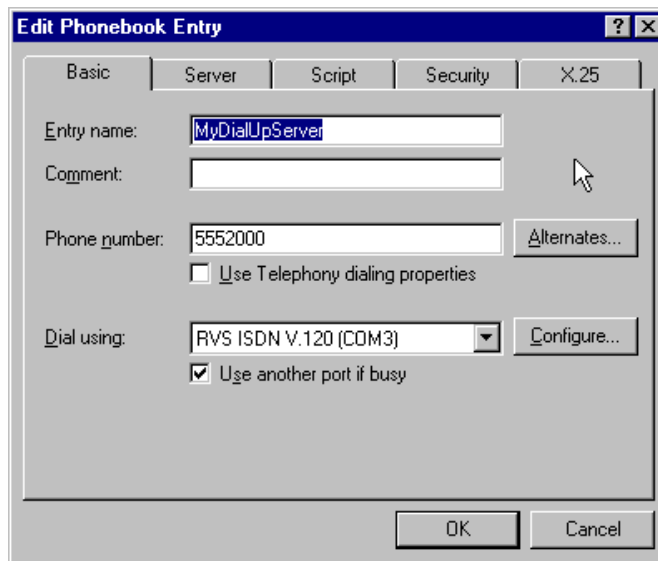 Edit Phonebook Entry
Basic Server Script Security X.25
Entry name: MyDialUpServer
Comment:
Phone number: 5552000 Alternates...
Use Telephony dialing properties
Dial using: RVS ISDN V.120 (COM3) Configure...
Use another port if busy
OK Cancel